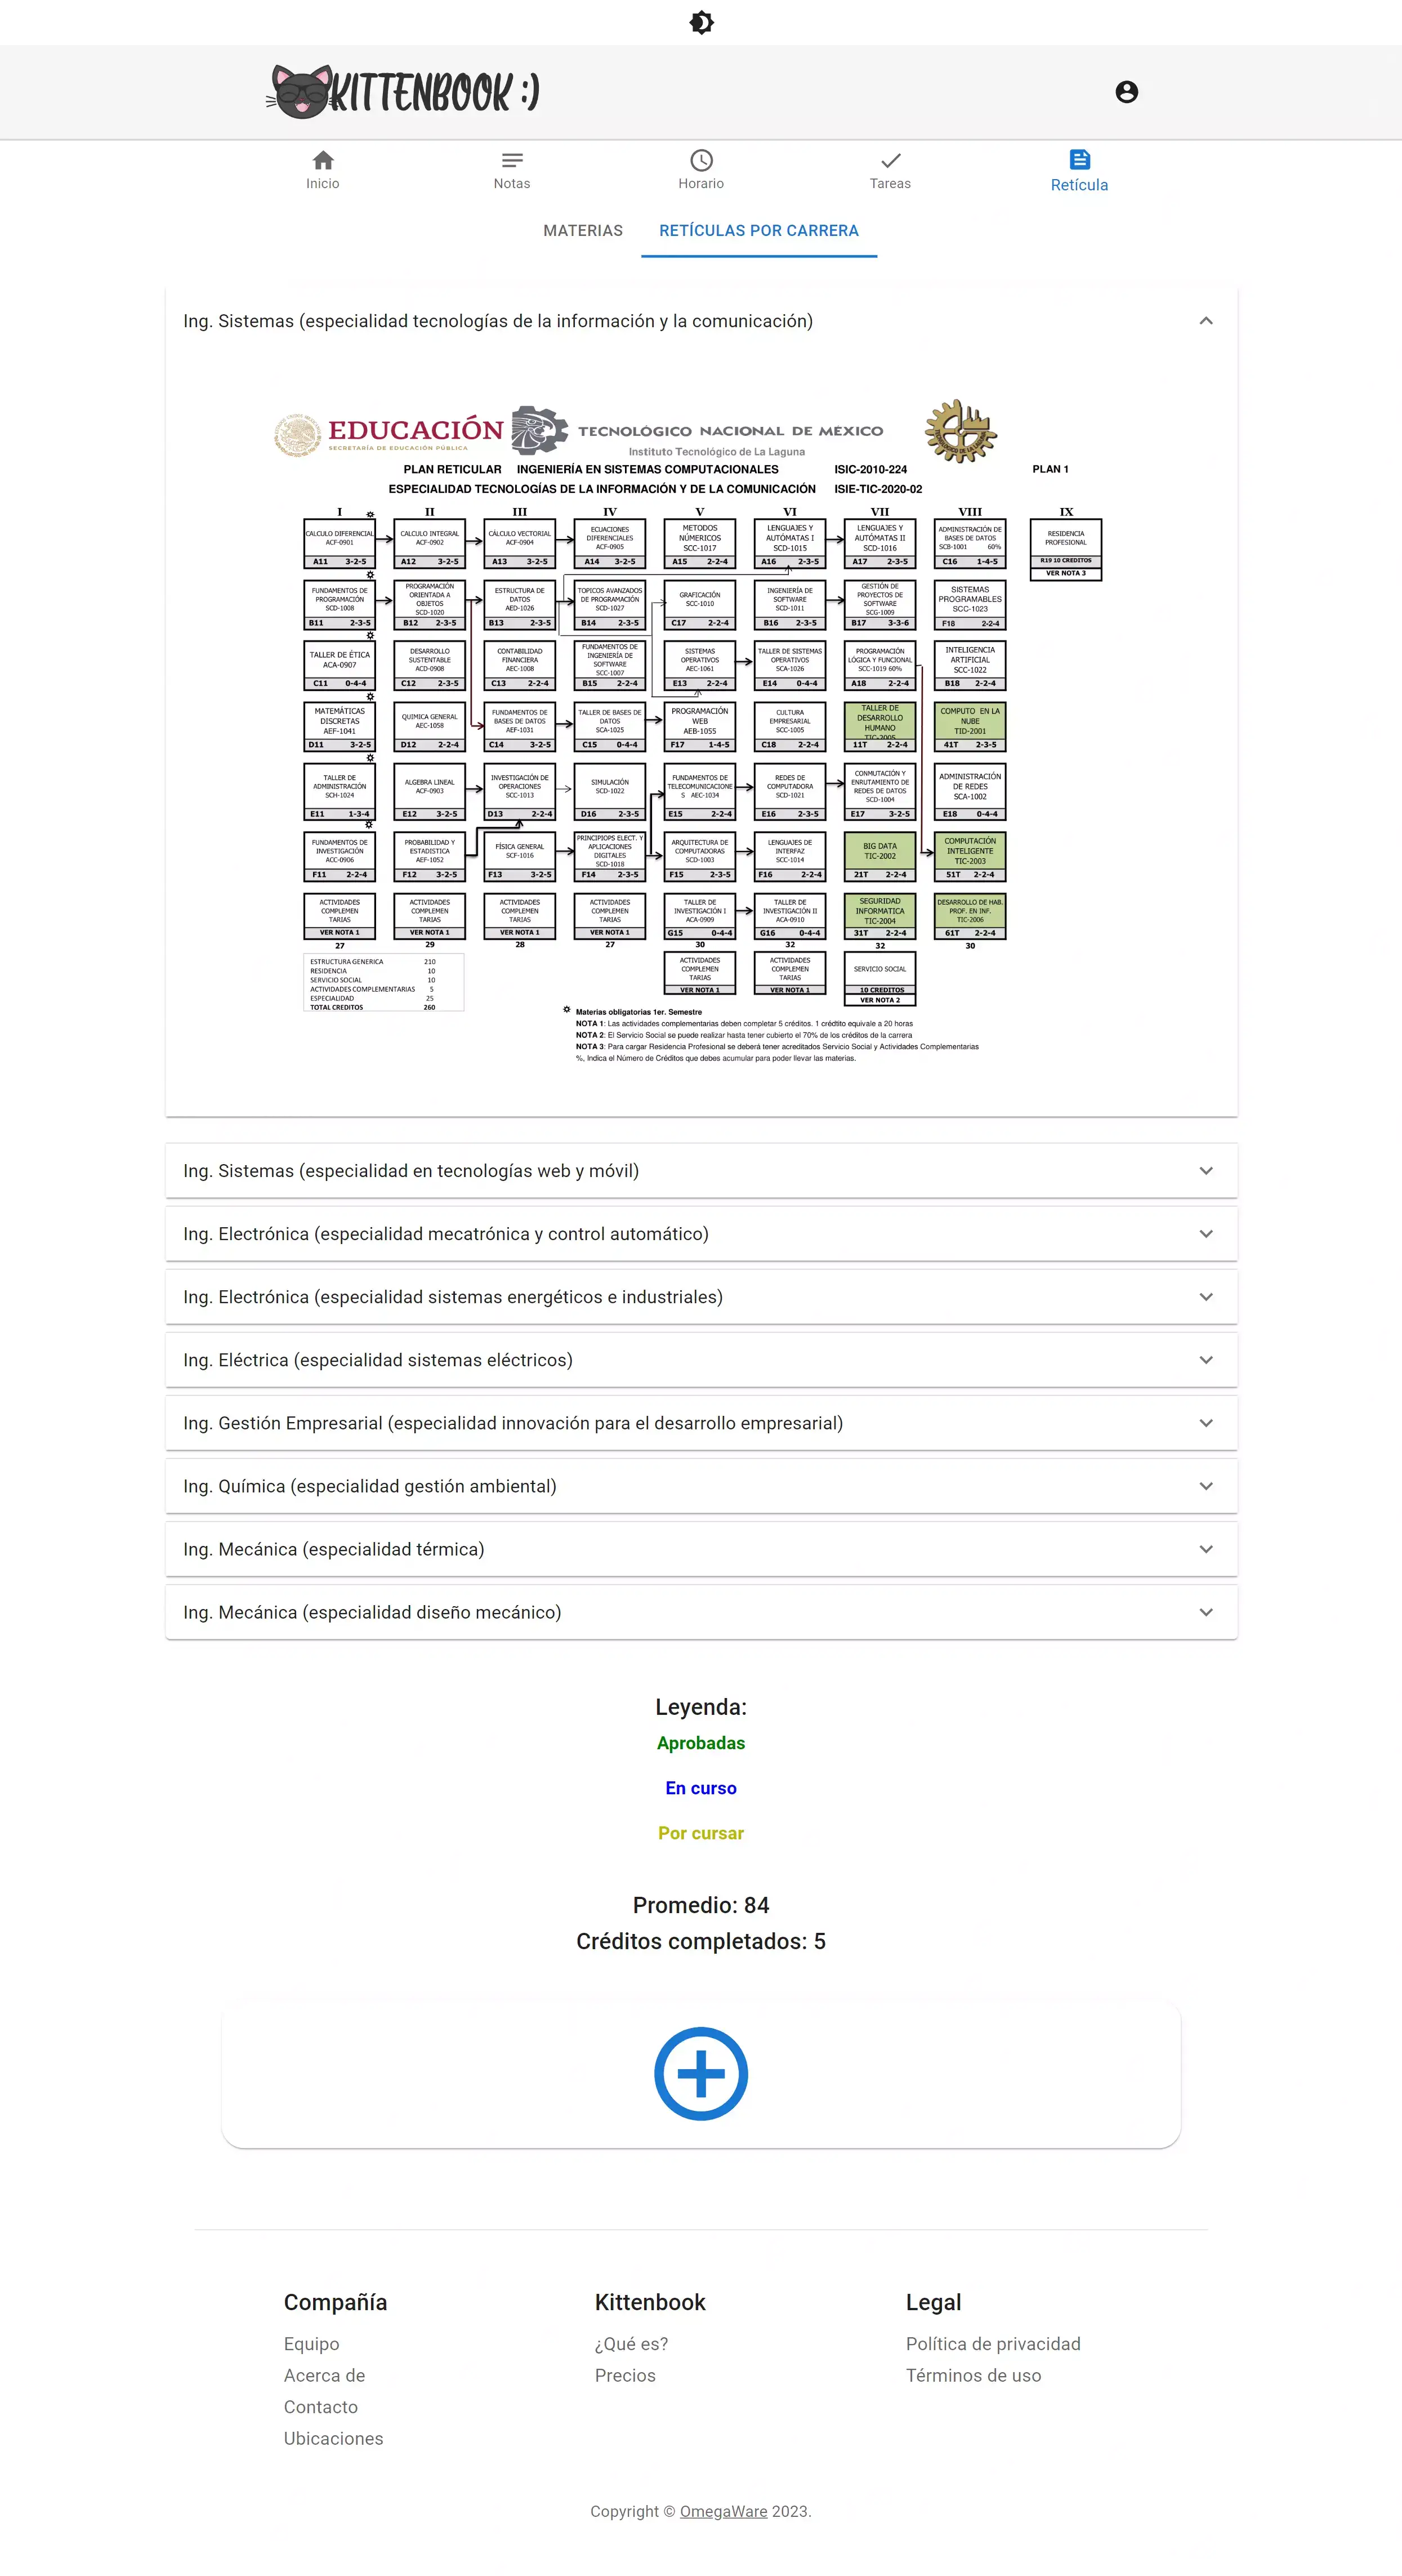 KITTENBOOK :)
Inicio
Notas
Horario
Tareas
Retícula
MATERIAS
RETÍCULAS POR CARRERA
Ing. Sistemas (especialidad tecnologías de la información y la comunicación)
EDUCACIÓN
SECRETARÍA DE EDUCACIÓN PÚBLICA
TECNOLÓGICO NACIONAL DE MÉXICO
Instituto Tecnológico de La Laguna
PLAN RETICULAR INGENIERÍA EN SISTEMAS COMPUTACIONALES ISIC-2010-224 PLAN 1
ESPECIALIDAD TECNOLOGÍAS DE LA INFORMACIÓN Y DE LA COMUNICACIÓN ISIE-TIC-2020-02
I II III IV V VI VII VIII IX
CALCULO DIFERENCIAL
ACF-0901
A11 3-2-5
CALCULO INTEGRAL
ACF-0902
A12 3-2-5
CÁLCULO VECTORIAL
ACF-0904
A13 3-2-5
ECUACIONES
DIFERENCIALES
ACF-0905
A14 3-2-5
METODOS
NÚMERICOS
SCC-1017
A15 2-2-4
LENGUAJES Y
AUTÓMATAS I
SCD-1015
A16 2-3-5
LENGUAJES Y
AUTÓMATAS II
SCD-1016
A17 2-3-5
ADMINISTRACIÓN DE
BASES DE DATOS
SCB-1001 60%
C16 1-4-5
RESIDENCIA
PROFESIONAL
R19 10 CREDITOS
VER NOTA 3
FUNDAMENTOS DE
PROGRAMACIÓN
SCD-1008
B11 2-3-5
PROGRAMACIÓN
ORIENTADA A
OBJETOS
SCD-1020
B12 2-3-5
ESTRUCTURA DE
DATOS
AED-1026
B13 2-3-5
TOPICOS AVANZADOS
DE PROGRAMACIÓN
SCD-1027
B14 2-3-5
GRAFICACIÓN
SCC-1010
C17 2-2-4
INGENIERÍA DE
SOFTWARE
SCD-1011
B16 2-3-5
GESTIÓN DE
PROYECTOS DE
SOFTWARE
SCG-1009
B17 3-3-6
SISTEMAS
PROGRAMABLES
SCC-1023
F18 2-2-4
TALLER DE ÉTICA
ACA-0907
C11 0-4-4
DESARROLLO
SUSTENTABLE
ACD-0908
C12 2-3-5
CONTABILIDAD
FINANCIERA
AEC-1008
C13 2-2-4
FUNDAMENTOS DE
INGENIERÍA DE
SOFTWARE
SCC-1007
B15 2-2-4
SISTEMAS
OPERATIVOS
AEC-1061
E13 2-2-4
TALLER DE SISTEMAS
OPERATIVOS
SCA-1026
E14 0-4-4
PROGRAMACIÓN
LÓGICA Y FUNCIONAL
SCC-1019 60%
A18 2-2-4
INTELIGENCIA
ARTIFICIAL
SCC-1022
B18 2-2-4
MATEMÁTICAS
DISCRETAS
AEF-1041
D11 3-2-5
QUIMICA GENERAL
AEC-1058
D12 2-2-4
FUNDAMENTOS DE
BASES DE DATOS
AEF-1031
C14 3-2-5
TALLER DE BASES DE
DATOS
SCA-1025
C15 0-4-4
PROGRAMACIÓN
WEB
AEB-1055
F17 1-4-5
CULTURA
EMPRESARIAL
SCC-1005
C18 2-2-4
TALLER DE
DESARROLLO
HUMANO
TIC-2005
11T 2-2-4
COMPUTO EN LA
NUBE
TID-2001
41T 2-3-5
TALLER DE
ADMINISTRACIÓN
SCH-1024
E11 1-3-4
ALGEBRA LINEAL
ACF-0903
E12 3-2-5
INVESTIGACIÓN DE
OPERACIONES
SCC-1013
D13 2-2-4
SIMULACIÓN
SCD-1022
D16 2-3-5
FUNDAMENTOS DE
TELECOMUNICACIONE
S AEC-1034
E15 2-2-4
REDES DE
COMPUTADORA
SCD-1021
E16 2-3-5
CONMUTACIÓN Y
ENRUTAMIENTO DE
REDES DE DATOS
SCD-1004
E17 3-2-5
ADMINISTRACIÓN
DE REDES
SCA-1002
E18 0-4-4
FUNDAMENTOS DE
INVESTIGACIÓN
ACC-0906
F11 2-2-4
PROBABILIDAD Y
ESTADISTICA
AEF-1052
F12 3-2-5
FÍSICA GENERAL
SCF-1016
F13 3-2-5
PRINCIPIOPS ELECT. Y
APLICACIONES
DIGITALES
SCD-1018
F14 2-3-5
ARQUITECTURA DE
COMPUTADORAS
SCD-1003
F15 2-3-5
LENGUAJES DE
INTERFAZ
SCC-1014
F16 2-2-4
BIG DATA
TIC-2002
21T 2-2-4
COMPUTACIÓN
INTELIGENTE
TIC-2003
51T 2-2-4
ACTIVIDADES
COMPLEMEN
TARIAS
VER NOTA 1
ACTIVIDADES
COMPLEMEN
TARIAS
VER NOTA 1
ACTIVIDADES
COMPLEMEN
TARIAS
VER NOTA 1
ACTIVIDADES
COMPLEMEN
TARIAS
VER NOTA 1
TALLER DE
INVESTIGACIÓN I
ACA-0909
G15 0-4-4
TALLER DE
INVESTIGACIÓN II
ACA-0910
G16 0-4-4
SEGURIDAD
INFORMATICA
TIC-2004
31T 2-2-4
DESARROLLO DE HAB.
PROF. EN INF.
TIC-2006
61T 2-2-4
27 29 28 27 30 32 32 30
ACTIVIDADES
COMPLEMEN
TARIAS
VER NOTA 1
ACTIVIDADES
COMPLEMEN
TARIAS
VER NOTA 1
SERVICIO SOCIAL
10 CREDITOS
VER NOTA 2
ESTRUCTURA GENERICA 210
RESIDENCIA 10
SERVICIO SOCIAL 10
ACTIVIDADES COMPLEMENTARIAS 5
ESPECIALIDAD 25
TOTAL CREDITOS 260
Materias obligatorias 1er. Semestre
NOTA 1: Las actividades complementarias deben completar 5 créditos. 1 crédtito equivale a 20 horas
NOTA 2: El Servicio Social se puede realizar hasta tener cubierto el 70% de los créditos de la carrera
NOTA 3: Para cargar Residencia Profesional se deberá tener acreditados Servicio Social y Actividades Complementarias
%, Indica el Número de Créditos que debes acumular para poder llevar las materias.
Ing. Sistemas (especialidad en tecnologías web y móvil)
Ing. Electrónica (especialidad mecatrónica y control automático)
Ing. Electrónica (especialidad sistemas energéticos e industriales)
Ing. Eléctrica (especialidad sistemas eléctricos)
Ing. Gestión Empresarial (especialidad innovación para el desarrollo empresarial)
Ing. Química (especialidad gestión ambiental)
Ing. Mecánica (especialidad térmica)
Ing. Mecánica (especialidad diseño mecánico)
Leyenda:
Aprobadas
En curso
Por cursar
Promedio: 84
Créditos completados: 5
Compañía
Equipo
Acerca de
Contacto
Ubicaciones
Kittenbook
¿Qué es?
Precios
Legal
Política de privacidad
Términos de uso
Copyright © OmegaWare 2023.